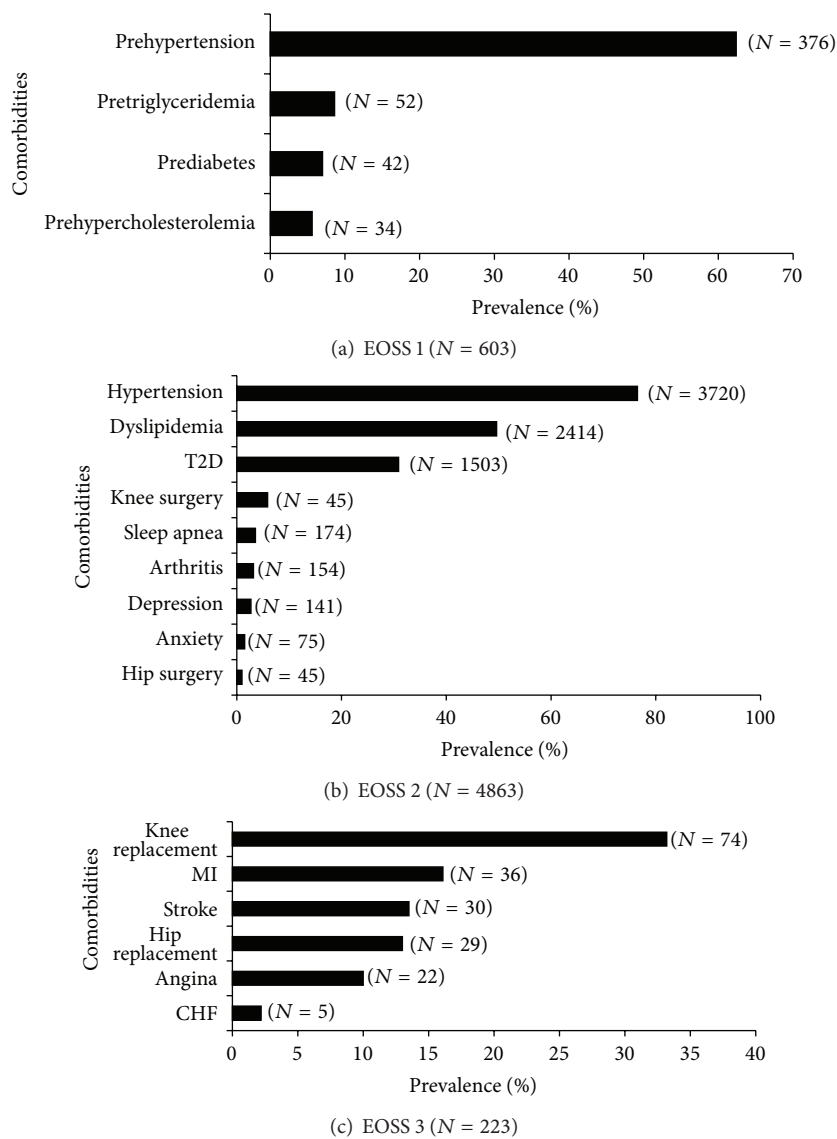 Comorbidities
Prehypertension
(N = 376)
Pretriglyceridemia
(N = 52)
Prediabetes
(N = 42)
Prehypercholesterolemia
(N = 34)
0 10 20 30 40 50 60 70
Prevalence (%)
(a) EOSS 1 (N = 603)
Comorbidities
Hypertension
(N = 3720)
Dyslipidemia
(N = 2414)
T2D
(N = 1503)
Knee surgery
(N = 45)
Sleep apnea
(N = 174)
Arthritis
(N = 154)
Depression
(N = 141)
Anxiety
(N = 75)
Hip surgery
(N = 45)
0 20 40 60 80 100
Prevalence (%)
(b) EOSS 2 (N = 4863)
Comorbidities
Knee
replacement
(N = 74)
MI
(N = 36)
Stroke
(N = 30)
Hip
replacement
(N = 29)
Angina
(N = 22)
CHF
(N = 5)
0 5 10 15 20 25 30 35 40
Prevalence (%)
(c) EOSS 3 (N = 223)